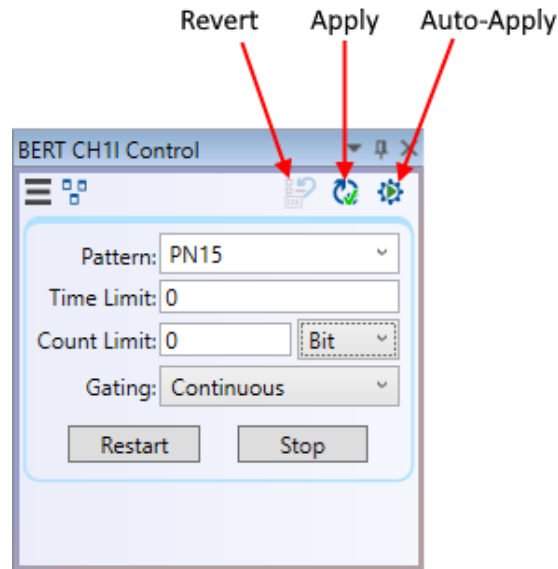 Revert Apply Auto-Apply
BERT CH1I Control
Pattern: PN15
Time Limit: 0
Count Limit: 0 Bit
Gating: Continuous
Restart Stop